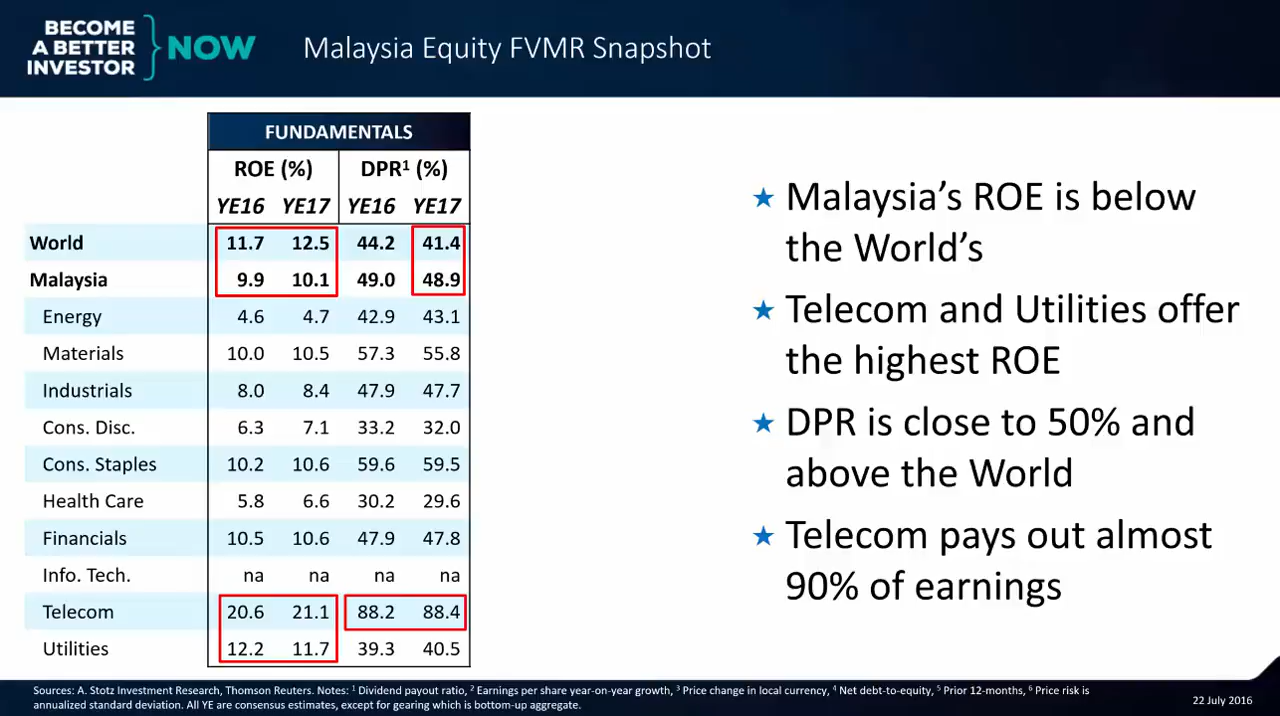 BECOME
A BETTER
INVESTOR
NOW
Malaysia Equity FVMR Snapshot
FUNDAMENTALS
ROE (%) DPR¹ (%)
YE16 YE17 YE16 YE17
World 11.7 12.5 44.2 41.4
Malaysia 9.9 10.1 49.0 48.9
Energy 4.6 4.7 42.9 43.1
Materials 10.0 10.5 57.3 55.8
Industrials 8.0 8.4 47.9 47.7
Cons. Disc. 6.3 7.1 33.2 32.0
Cons. Staples 10.2 10.6 59.6 59.5
Health Care 5.8 6.6 30.2 29.6
Financials 10.5 10.6 47.9 47.8
Info. Tech. na na na na
Telecom 20.6 21.1 88.2 88.4
Utilities 12.2 11.7 39.3 40.5
★ Malaysia's ROE is below
the World's
★ Telecom and Utilities offer
the highest ROE
★ DPR is close to 50% and
above the World
★ Telecom pays out almost
90% of earnings
Sources: A. Stotz Investment Research, Thomson Reuters. Notes: ¹ Dividend payout ratio, ² Earnings per share year-on-year growth, ³ Price change in local currency, ⁴ Net debt-to-equity, ⁵ Prior 12-months, ⁶ Price risk is
annualized standard deviation. All YE are consensus estimates, except for gearing which is bottom-up aggregate.
22 July 2016